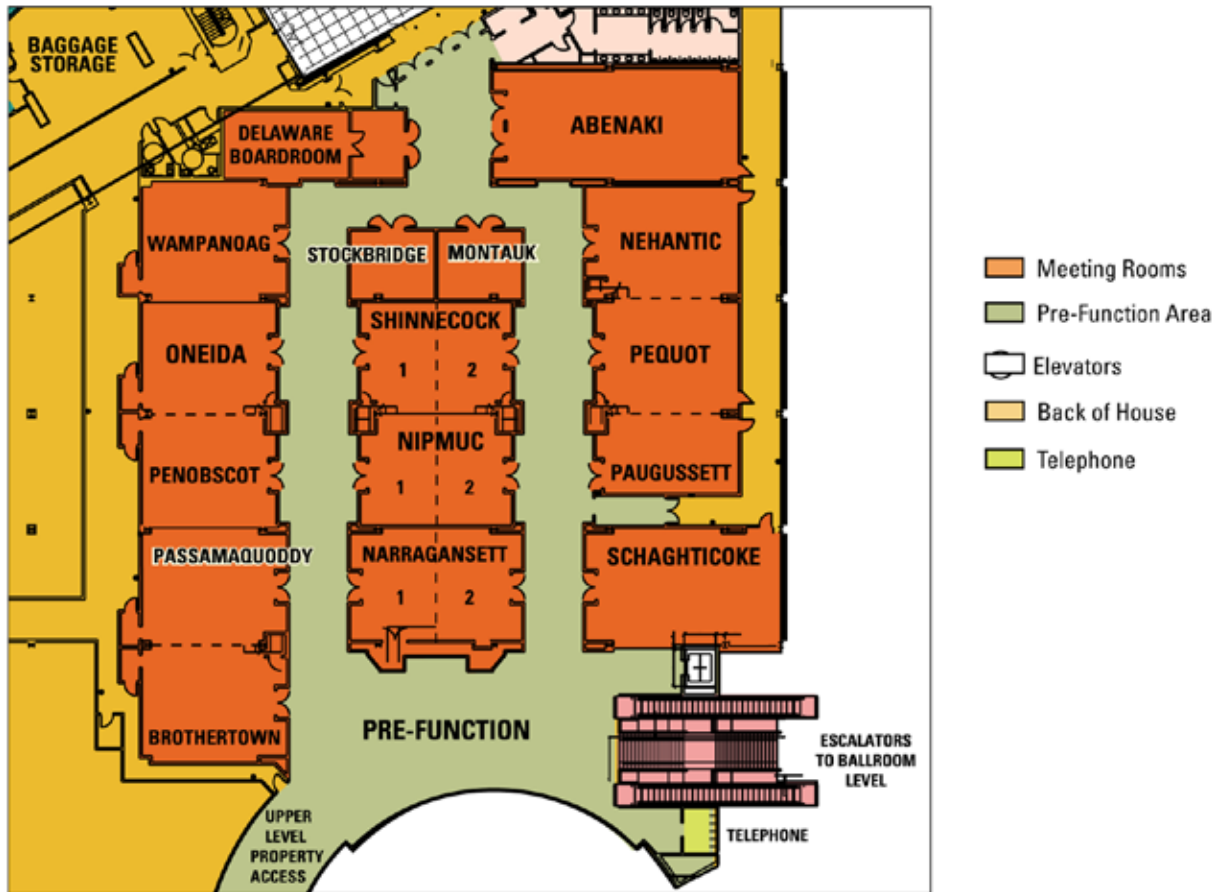 BAGGAGE
STORAGE
DELAWARE
BOARDROOM
ABENAKI
WAMPANOAG
STOCKBRIDGE
MONTAUK
NEHANTIC
SHINNECOCK
1 2
ONEIDA
PEQUOT
NIPMUC
1 2
PENOBSCOT
PAUGUSSETT
PASSAMAQUODDY
NARRAGANSETT
1 2
SCHAGHTICOKE
BROTHERTOWN
PRE-FUNCTION
ESCALATORS
TO BALLROOM
LEVEL
UPPER
LEVEL
PROPERTY
ACCESS
TELEPHONE
Meeting Rooms
Pre-Function Area
Elevators
Back of House
Telephone